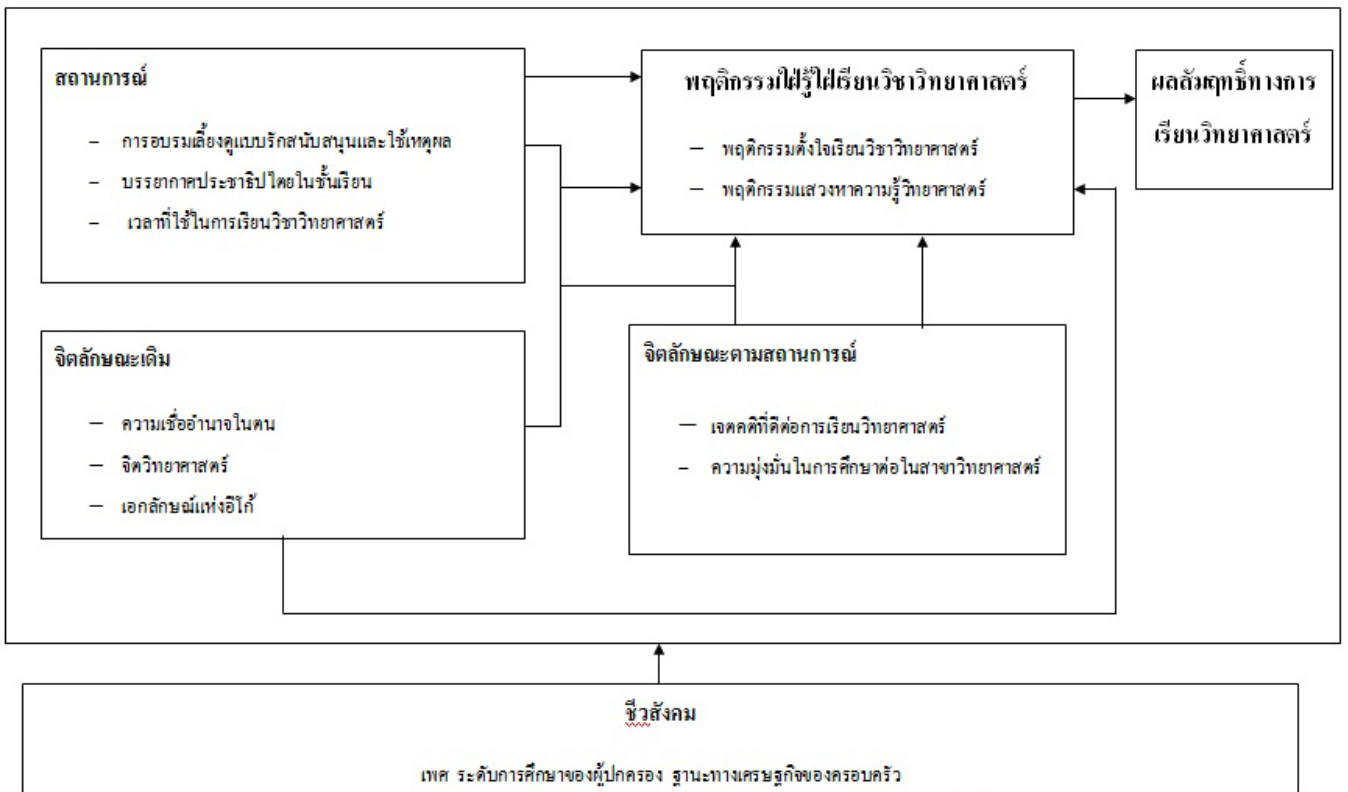 สถานการณ์
– การอบรมเลี้ยงดูแบบรักสนับสนุนและใช้เหตุผล
– บรรยากาศประชาธิปไตยในชั้นเรียน
– เวลาที่ใช้ในการเรียนวิชาวิทยาศาสตร์
พฤติกรรมใฝ่รู้ใฝ่เรียนวิชาวิทยาศาสตร์
– พฤติกรรมตั้งใจเรียนวิชาวิทยาศาสตร์
– พฤติกรรมแสวงหาความรู้วิทยาศาสตร์
ผลสัมฤทธิ์ทางการ
เรียนวิทยาศาสตร์
จิตลักษณะเดิม
– ความเชื่ออำนาจในตน
– จิตวิทยาศาสตร์
– เอกลักษณ์แห่งอีโก้
จิตลักษณะตามสถานการณ์
– เจตคติที่ดีต่อการเรียนวิทยาศาสตร์
– ความมุ่งมั่นในการศึกษาต่อในสาขาวิทยาศาสตร์
ชีวสังคม
เพศ ระดับการศึกษาของผู้ปกครอง ฐานะทางเศรษฐกิจของครอบครัว